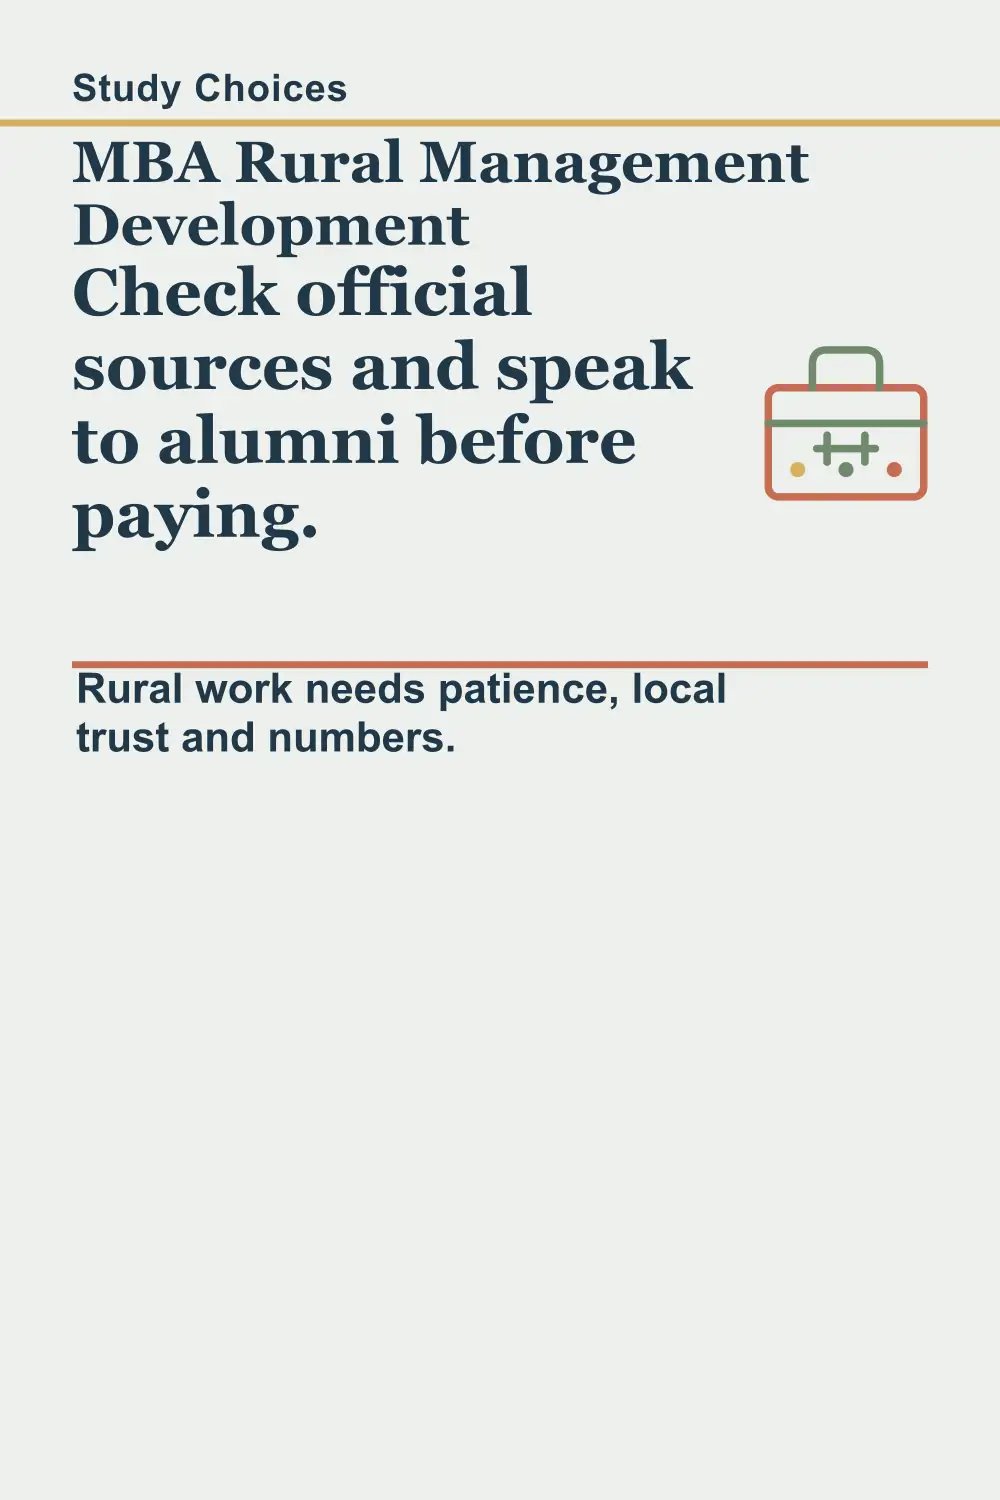 Study Choices
MBA Rural Management
Development
Check official
sources and speak
to alumni before
paying.
Rural work needs patience, local
trust and numbers.